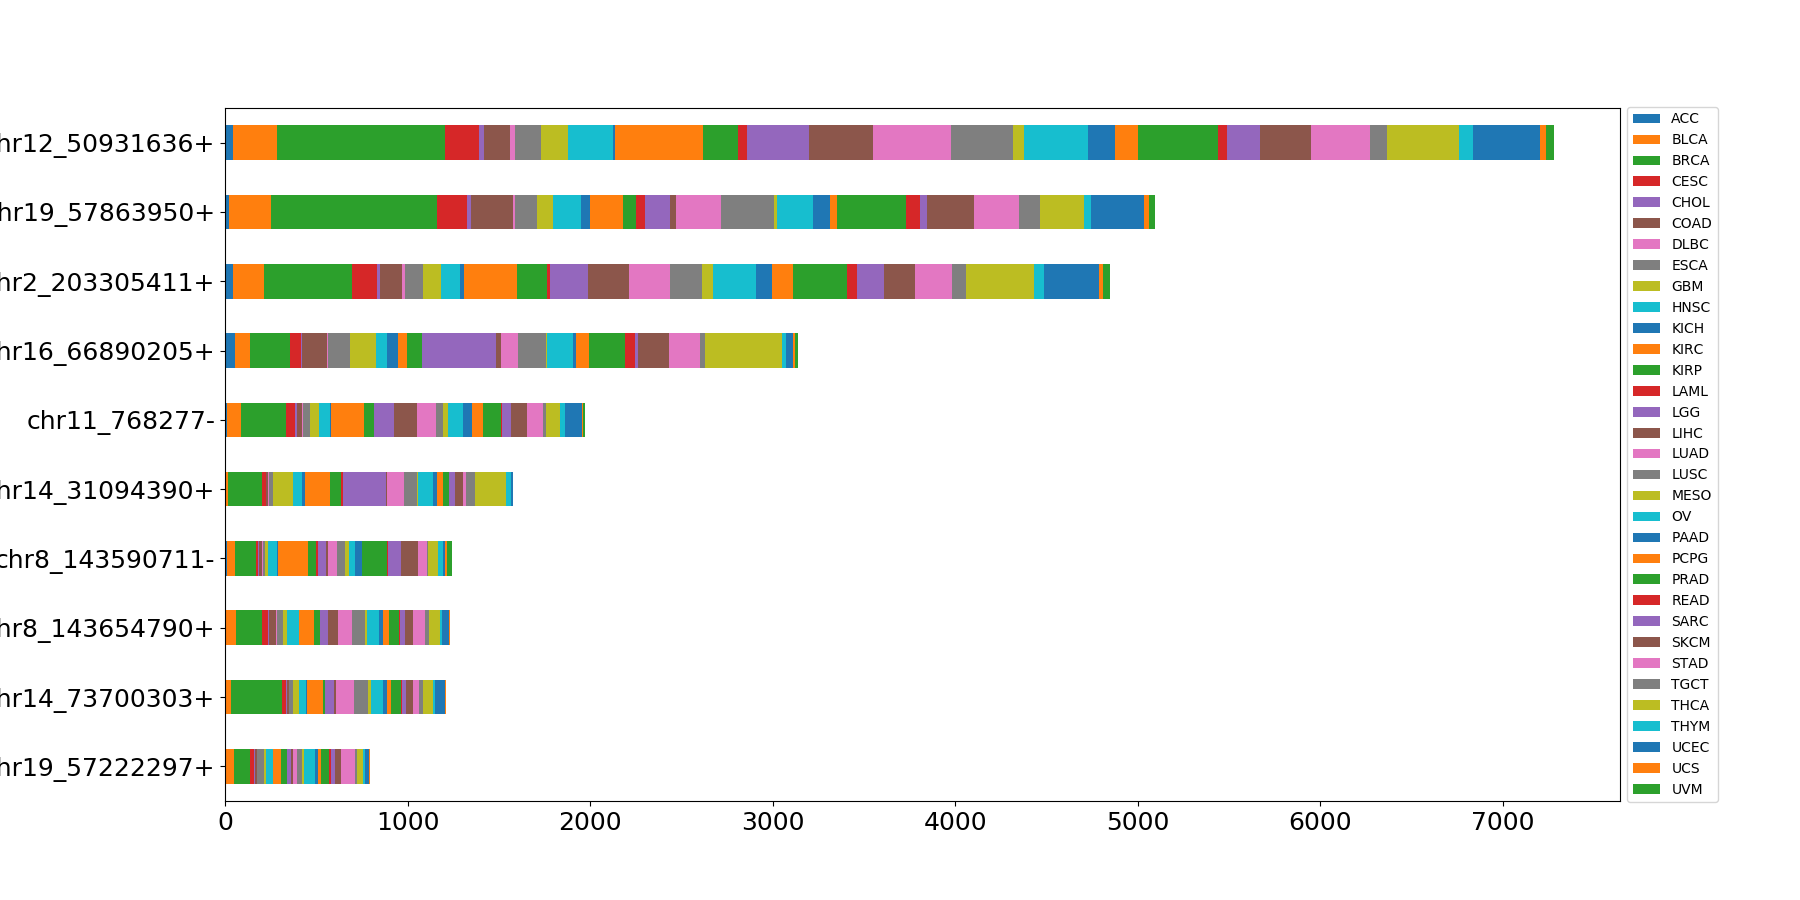 hr12_50931636+
hr19_57863950+
hr2_203305411+
hr16_66890205+
chr11_768277-
hr14_31094390+
chr8_143590711-
hr8_143654790+
hr14_73700303+
hr19_57222297+
0 1000 2000 3000 4000 5000 6000 7000
ACC
BLCA
BRCA
CESC
CHOL
COAD
DLBC
ESCA
GBM
HNSC
KICH
KIRC
KIRP
LAML
LGG
LIHC
LUAD
LUSC
MESO
OV
PAAD
PCPG
PRAD
READ
SARC
SKCM
STAD
TGCT
THCA
THYM
UCEC
UCS
UVM